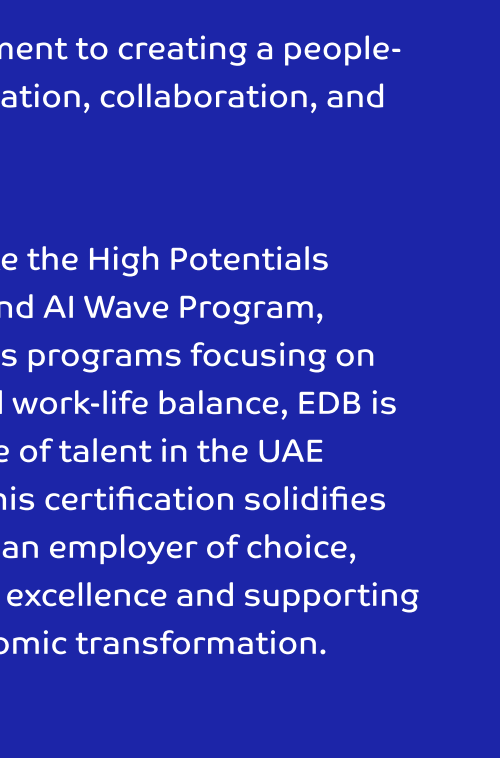 ment to creating a people-
ation, collaboration, and
e the High Potentials
nd AI Wave Program,
s programs focusing on
work-life balance, EDB is
e of talent in the UAE
his certification solidifies
an employer of choice,
excellence and supporting
omic transformation.